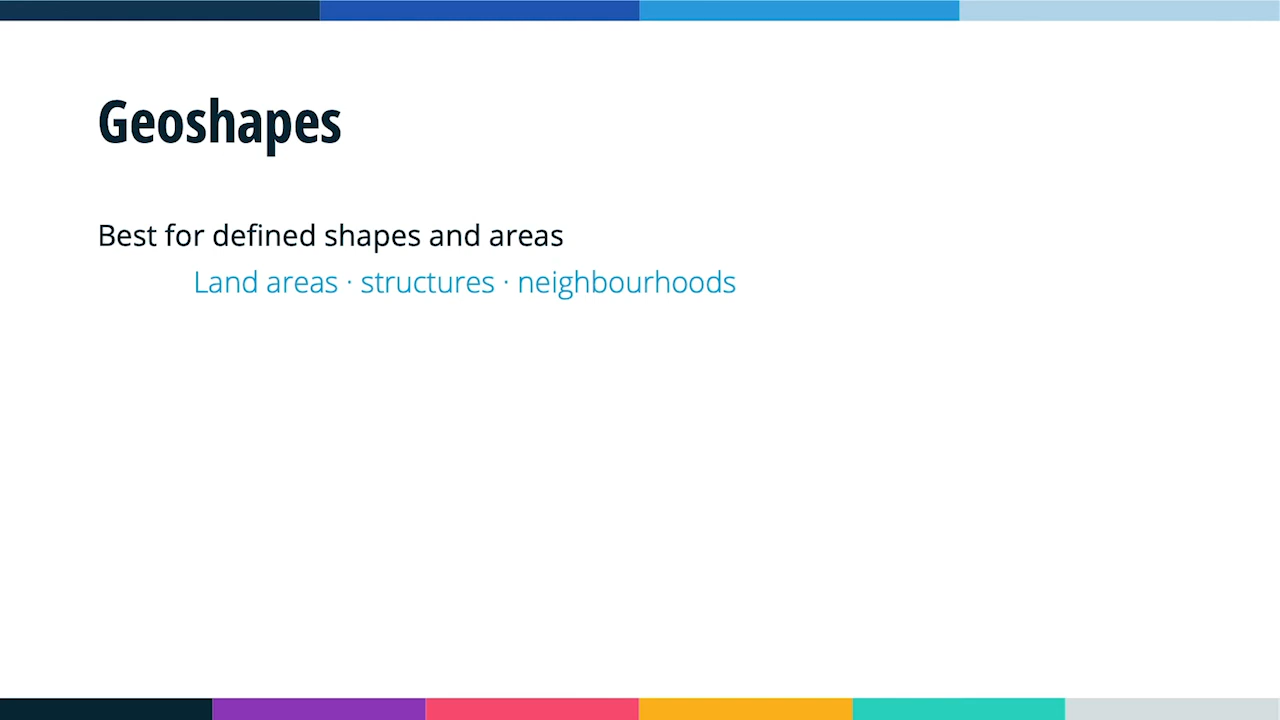 Geoshapes
Best for defined shapes and areas
Land areas · structures · neighbourhoods